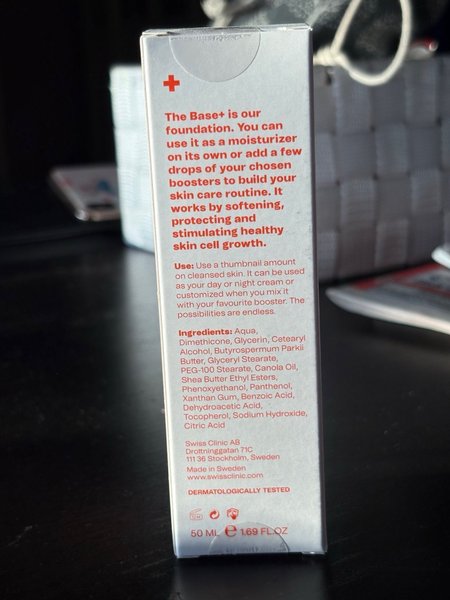 The Base+ is our
foundation. You can
use it as a moisturizer
on its own or add a few
drops of your chosen
boosters to build your
skin care routine. It
works by softening,
protecting and
stimulating healthy
skin cell growth.
Use: Use a thumbnail amount
on cleansed skin. It can be used
as your day or night cream or
customized when you mix it
with your favourite booster. The
possibilities are endless.
Ingredients: Aqua,
Dimethicone, Glycerin, Cetearyl
Alcohol, Butyrospermum Parkii
Butter, Glyceryl Stearate,
PEG-100 Stearate, Canola Oil,
Shea Butter Ethyl Esters,
Phenoxyethanol, Panthenol,
Xanthan Gum, Benzoic Acid,
Dehydroacetic Acid,
Tocopherol, Sodium Hydroxide,
Citric Acid
Swiss Clinic AB
Drottninggatan 71C
111 36 Stockholm, Sweden
Made in Sweden
www.swissclinic.com
DERMATOLOGICALLY TESTED
50 ML ℮ 1.69 FL.OZ